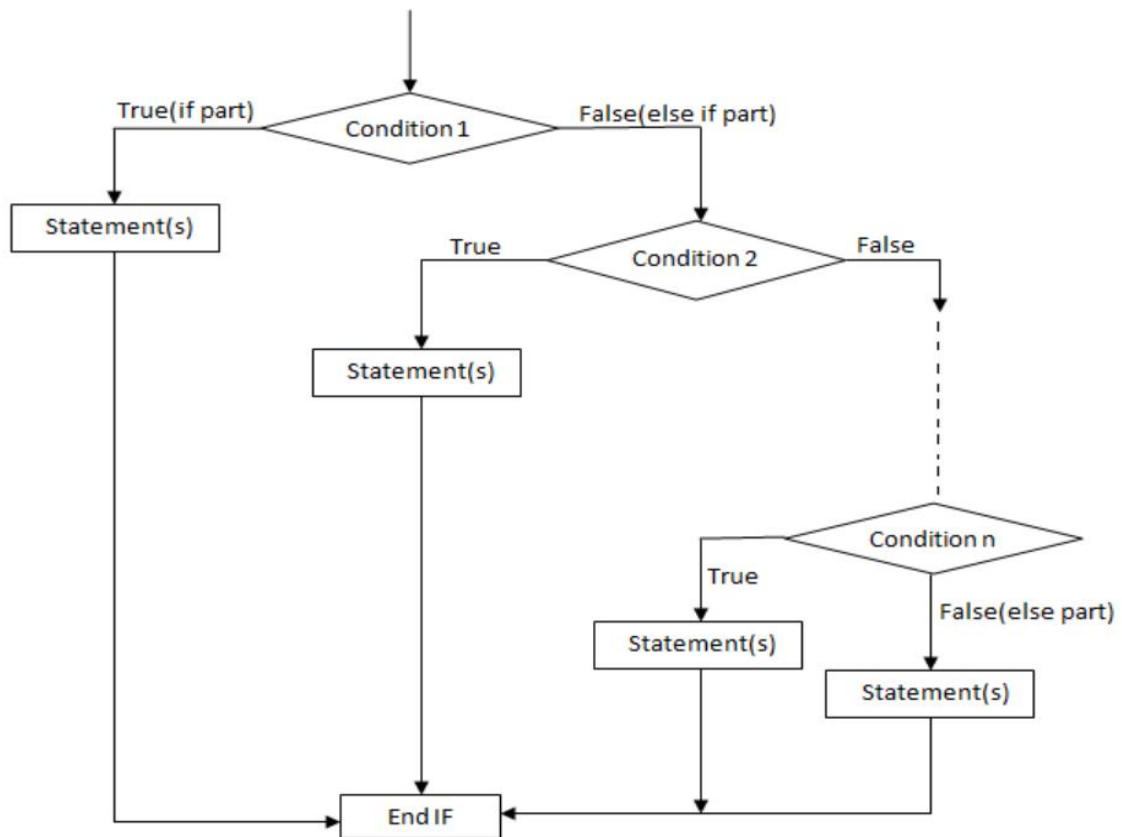 True(if part)
Condition 1
False(else if part)
Statement(s)
True
Condition 2
False
Statement(s)
Condition n
True
False(else part)
Statement(s)
Statement(s)
End IF